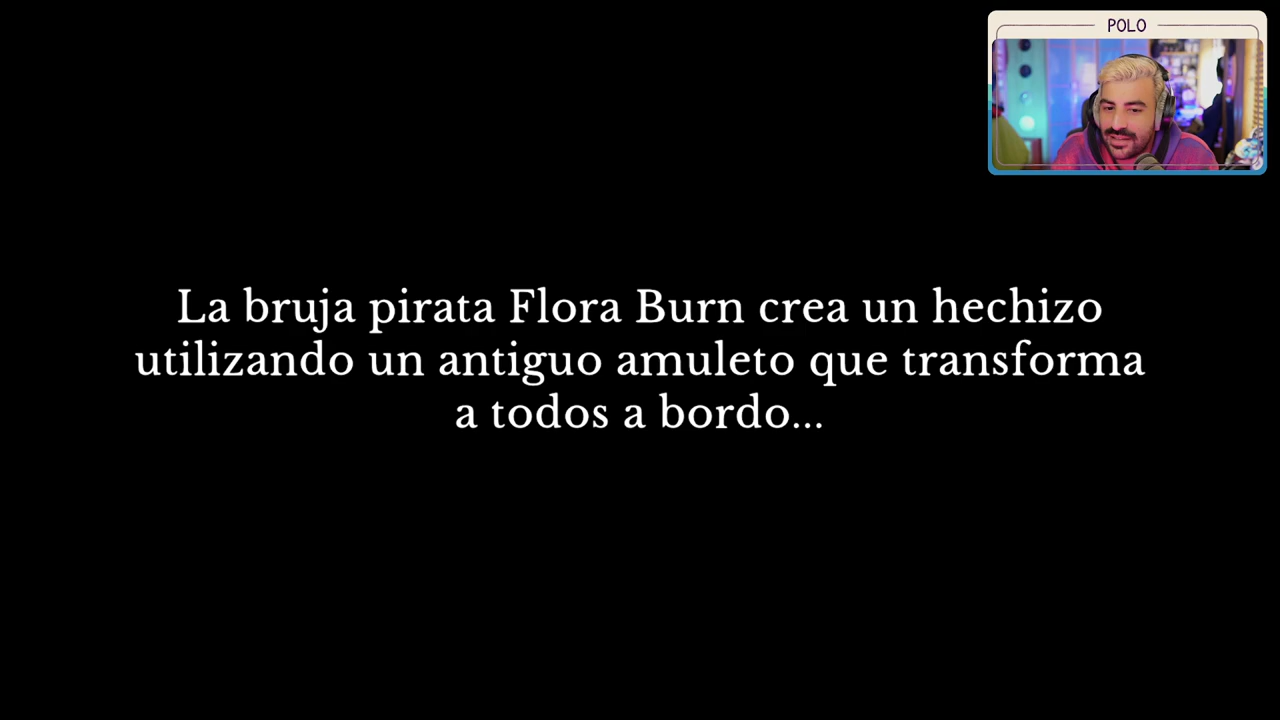 POLO
La bruja pirata Flora Burn crea un hechizo
utilizando un antiguo amuleto que transforma
a todos a bordo...